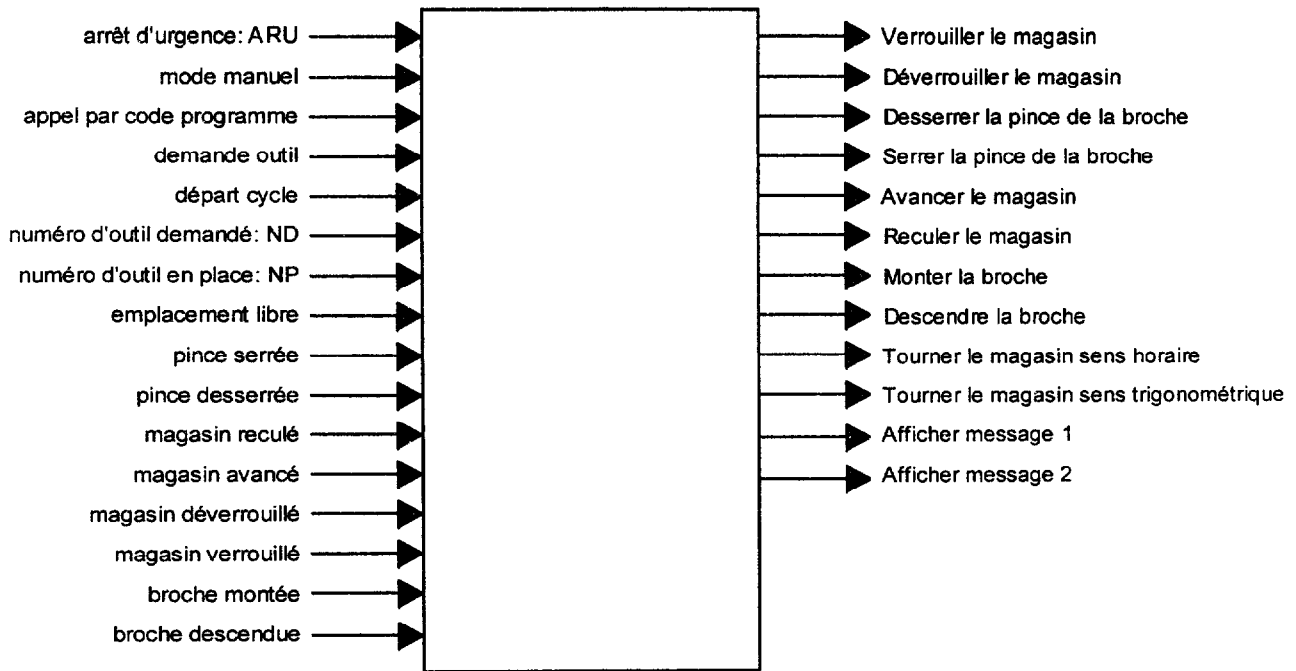 arrêt d'urgence: ARU
mode manuel
appel par code programme
demande outil
départ cycle
numéro d'outil demandé: ND
numéro d'outil en place: NP
emplacement libre
pince serrée
pince desserrée
magasin reculé
magasin avancé
magasin déverrouillé
magasin verrouillé
broche montée
broche descendue
Verrouiller le magasin
Déverrouiller le magasin
Desserrer la pince de la broche
Serrer la pince de la broche
Avancer le magasin
Reculer le magasin
Monter la broche
Descendre la broche
Tourner le magasin sens horaire
Tourner le magasin sens trigonométrique
Afficher message 1
Afficher message 2